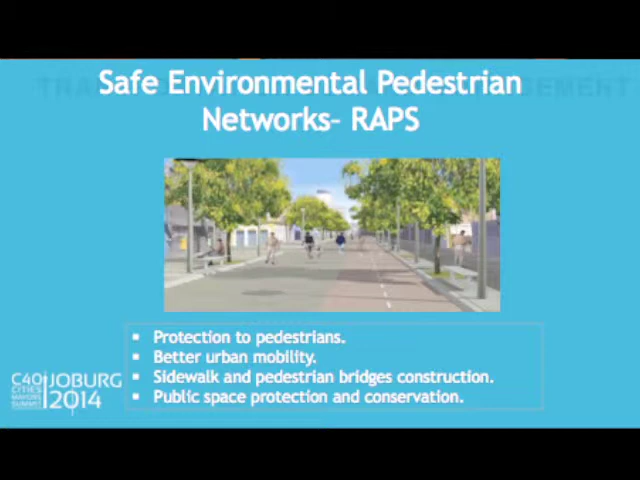 Safe Environmental Pedestrian
Networks– RAPS
▪ Protection to pedestrians.
▪ Better urban mobility.
▪ Sidewalk and pedestrian bridges construction.
▪ Public space protection and conservation.
C40
CITIES
MAYORS
SUMMIT
JOBURG
2014